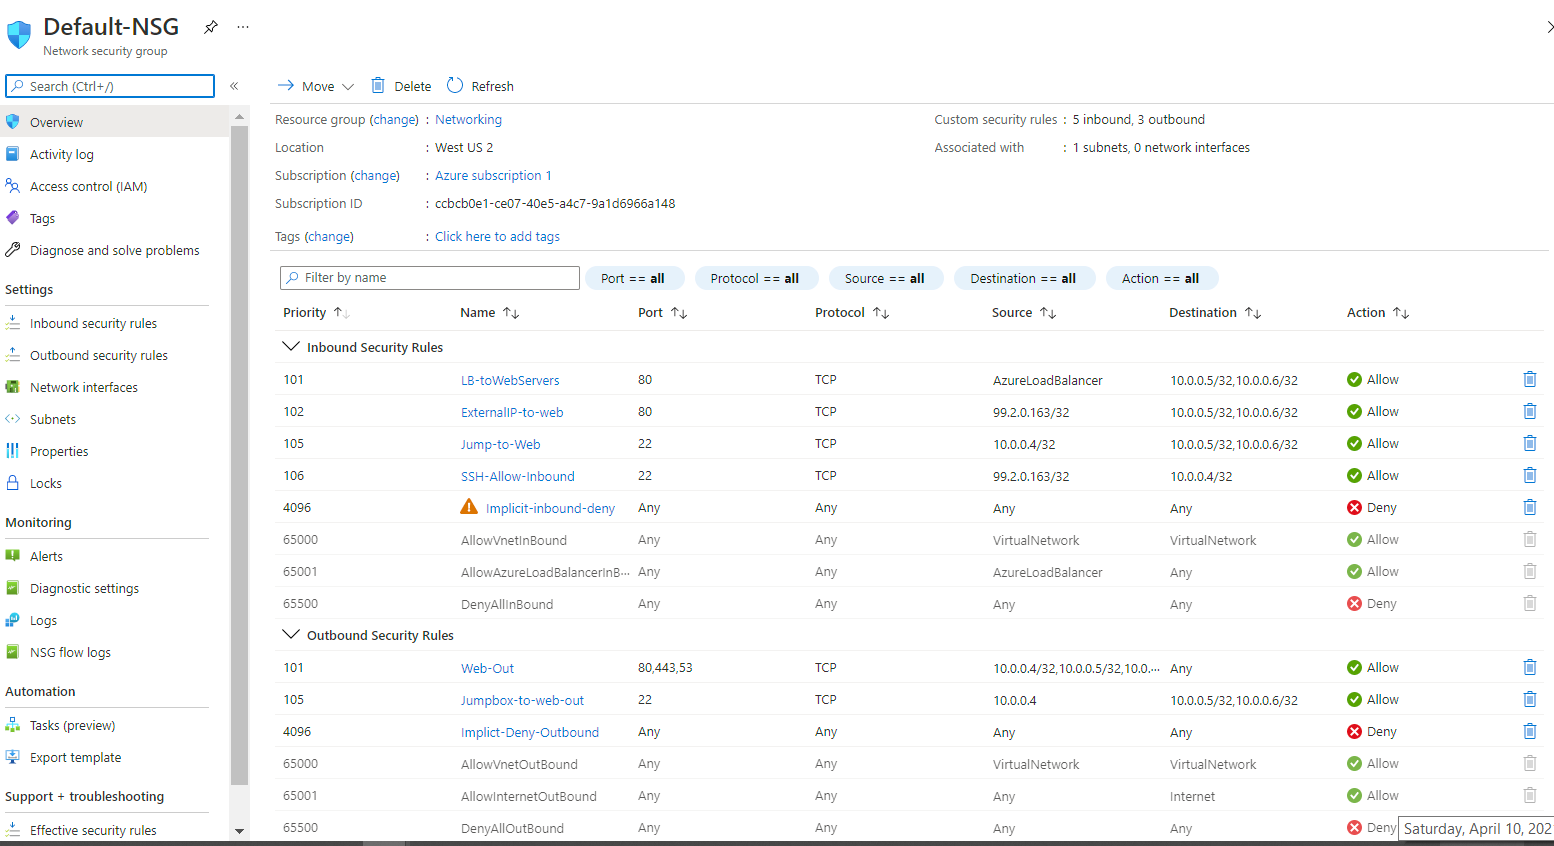 Default-NSG
Network security group
Search (Ctrl+/)
«
Overview
Activity log
Access control (IAM)
Tags
Diagnose and solve problems
Settings
Inbound security rules
Outbound security rules
Network interfaces
Subnets
Properties
Locks
Monitoring
Alerts
Diagnostic settings
Logs
NSG flow logs
Automation
Tasks (preview)
Export template
Support + troubleshooting
Effective security rules
Move Delete Refresh
Resource group (change) : Networking
Location : West US 2
Subscription (change) : Azure subscription 1
Subscription ID : ccbcb0e1-ce07-40e5-a4c7-9a1d6966a148
Tags (change) : Click here to add tags
Custom security rules : 5 inbound, 3 outbound
Associated with : 1 subnets, 0 network interfaces
Filter by name Port == all Protocol == all Source == all Destination == all Action == all
Priority Name Port Protocol Source Destination Action
Inbound Security Rules
101 LB-toWebServers 80 TCP AzureLoadBalancer 10.0.0.5/32,10.0.0.6/32 Allow
102 ExternalIP-to-web 80 TCP 99.2.0.163/32 10.0.0.5/32,10.0.0.6/32 Allow
105 Jump-to-Web 22 TCP 10.0.0.4/32 10.0.0.5/32,10.0.0.6/32 Allow
106 SSH-Allow-Inbound 22 TCP 99.2.0.163/32 10.0.0.4/32 Allow
4096 Implicit-inbound-deny Any Any Any Any Deny
65000 AllowVnetInBound Any Any VirtualNetwork VirtualNetwork Allow
65001 AllowAzureLoadBalancerInB··· Any Any AzureLoadBalancer Any Allow
65500 DenyAllInBound Any Any Any Any Deny
Outbound Security Rules
101 Web-Out 80,443,53 TCP 10.0.0.4/32,10.0.0.5/32,10.0.··· Any Allow
105 Jumpbox-to-web-out 22 TCP 10.0.0.4 10.0.0.5/32,10.0.0.6/32 Allow
4096 Implict-Deny-Outbound Any Any Any Any Deny
65000 AllowVnetOutBound Any Any VirtualNetwork VirtualNetwork Allow
65001 AllowInternetOutBound Any Any Any Internet Allow
65500 DenyAllOutBound Any Any Any Any Deny
Saturday, April 10, 202